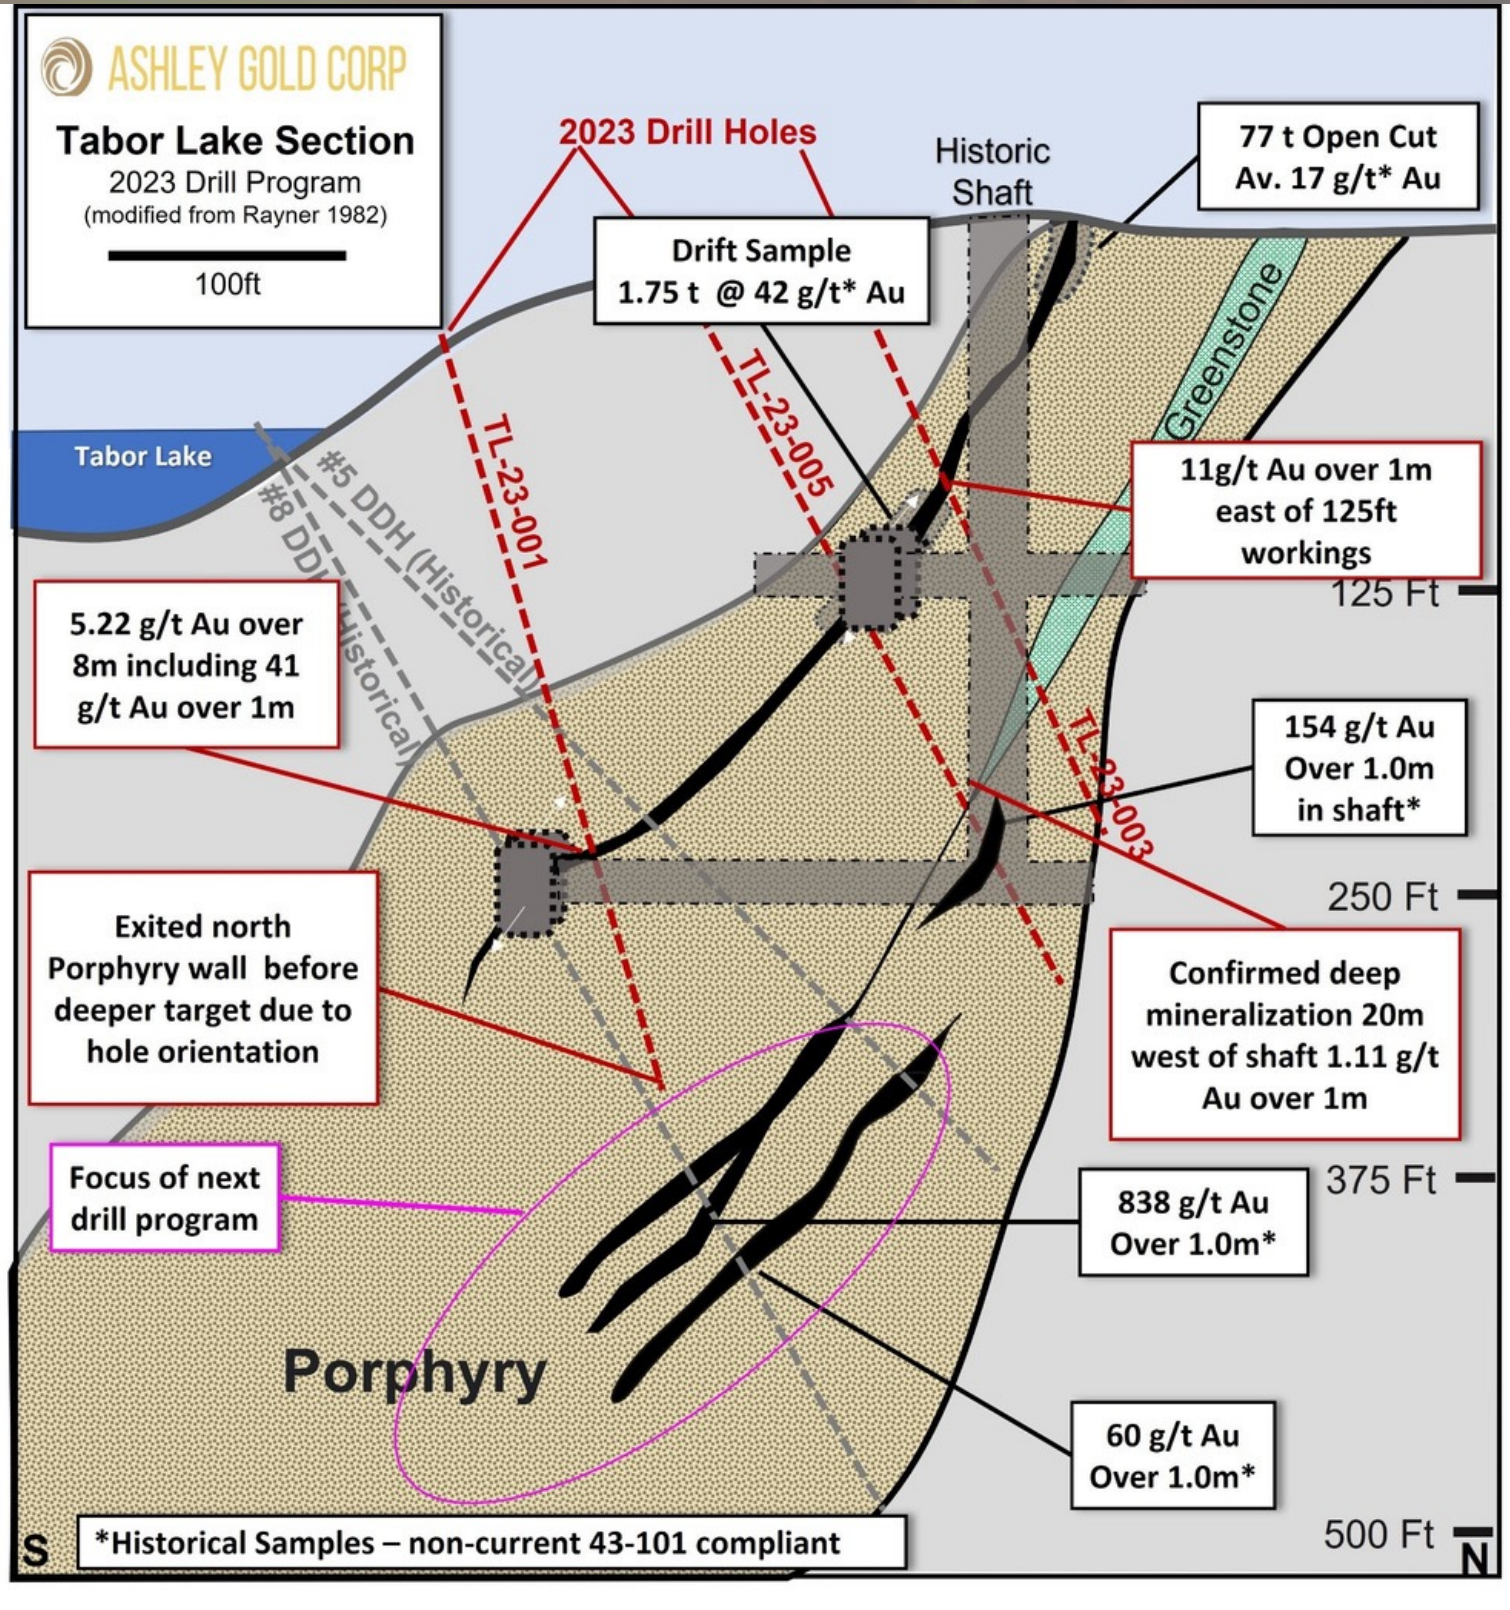 ASHLEY GOLD CORP
Tabor Lake Section
2023 Drill Program
(modified from Rayner 1982)
100ft
2023 Drill Holes
Historic
Shaft
77 t Open Cut
Av. 17 g/t* Au
Drift Sample
1.75 t @ 42 g/t* Au
Greenstone
Tabor Lake
#5 DDH (Historical)
#8 DDH (Historical)
TL-23-001
TL-23-005
TL-23-003
11g/t Au over 1m
east of 125ft
workings
125 Ft
5.22 g/t Au over
8m including 41
g/t Au over 1m
154 g/t Au
Over 1.0m
in shaft*
250 Ft
Exited north
Porphyry wall before
deeper target due to
hole orientation
Confirmed deep
mineralization 20m
west of shaft 1.11 g/t
Au over 1m
Focus of next
drill program
375 Ft
838 g/t Au
Over 1.0m*
Porphyry
60 g/t Au
Over 1.0m*
500 Ft
S
*Historical Samples – non-current 43-101 compliant
N